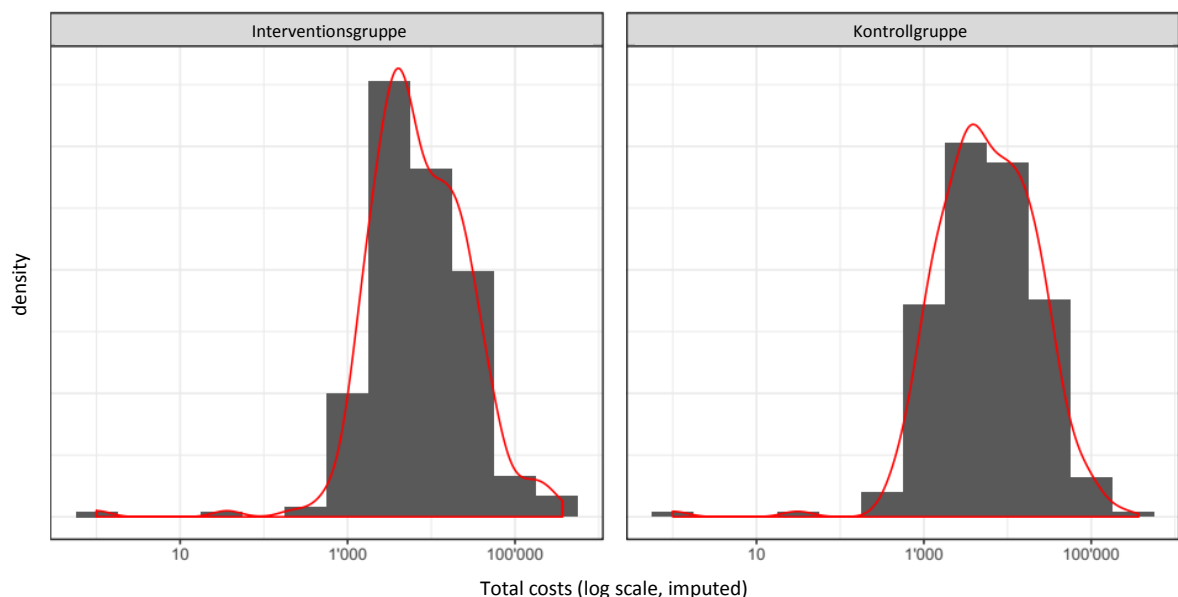 Interventionsgruppe
Kontrollgruppe
density
10
1'000
100'000
10
1'000
100'000
Total costs (log scale, imputed)